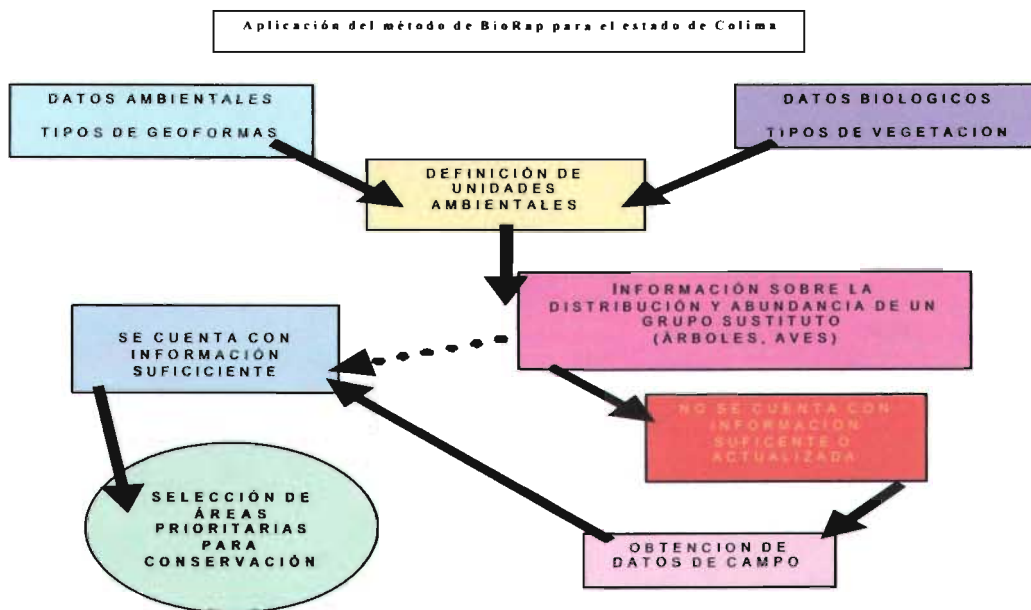 Aplicación del método de BioRap para el estado de Colima
DATOS AMBIENTALES
TIPOS DE GEOFORMAS
DATOS BIOLOGICOS
TIPOS DE VEGETACION
DEFINICIÓN DE
UNIDADES
AMBIENTALES
INFORMACIÓN SOBRE LA
DISTRIBUCIÓN Y ABUNDANCIA DE UN
GRUPO SUSTITUTO
(ÁRBOLES, AVES)
SE CUENTA CON
INFORMACIÓN
SUFICICIENTE
NO SE CUENTA CON
INFORMACION
SUFICENTE O
ACTUALIZADA
SELECCIÓN DE
ÁREAS
PRIORITARIAS
PARA
CONSERVACIÓN
OBTENCION DE
DATOS DE CAMPO